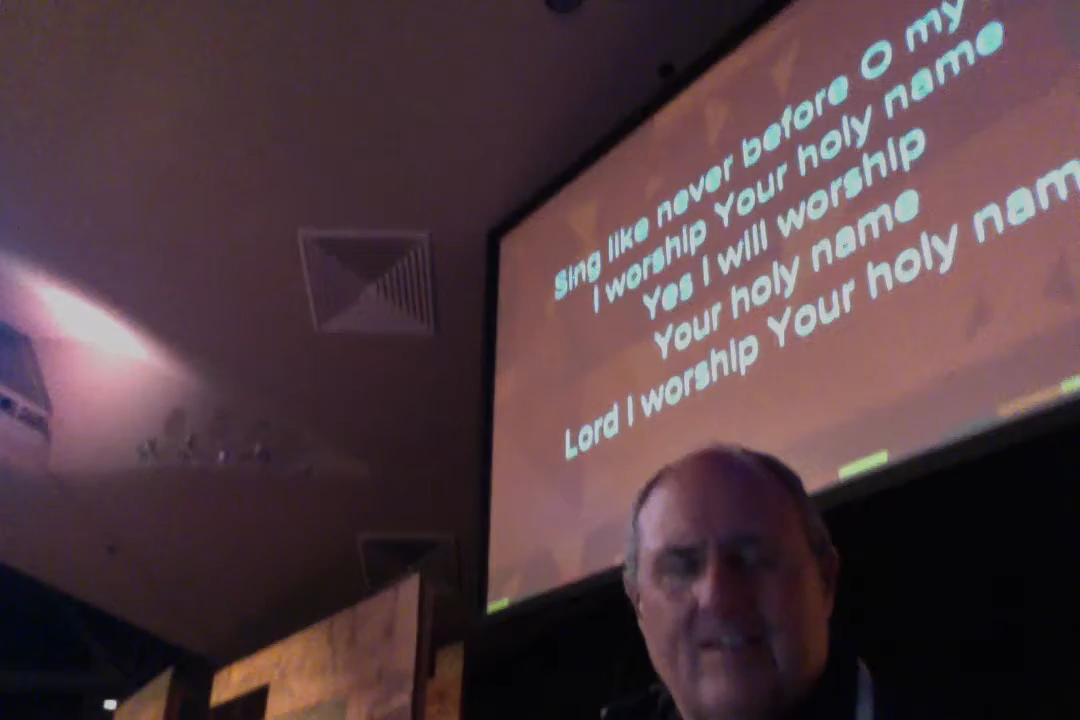 Sing like never before O my
I worship Your holy name
Yes I will worship
Your holy name
Lord I worship Your holy nam